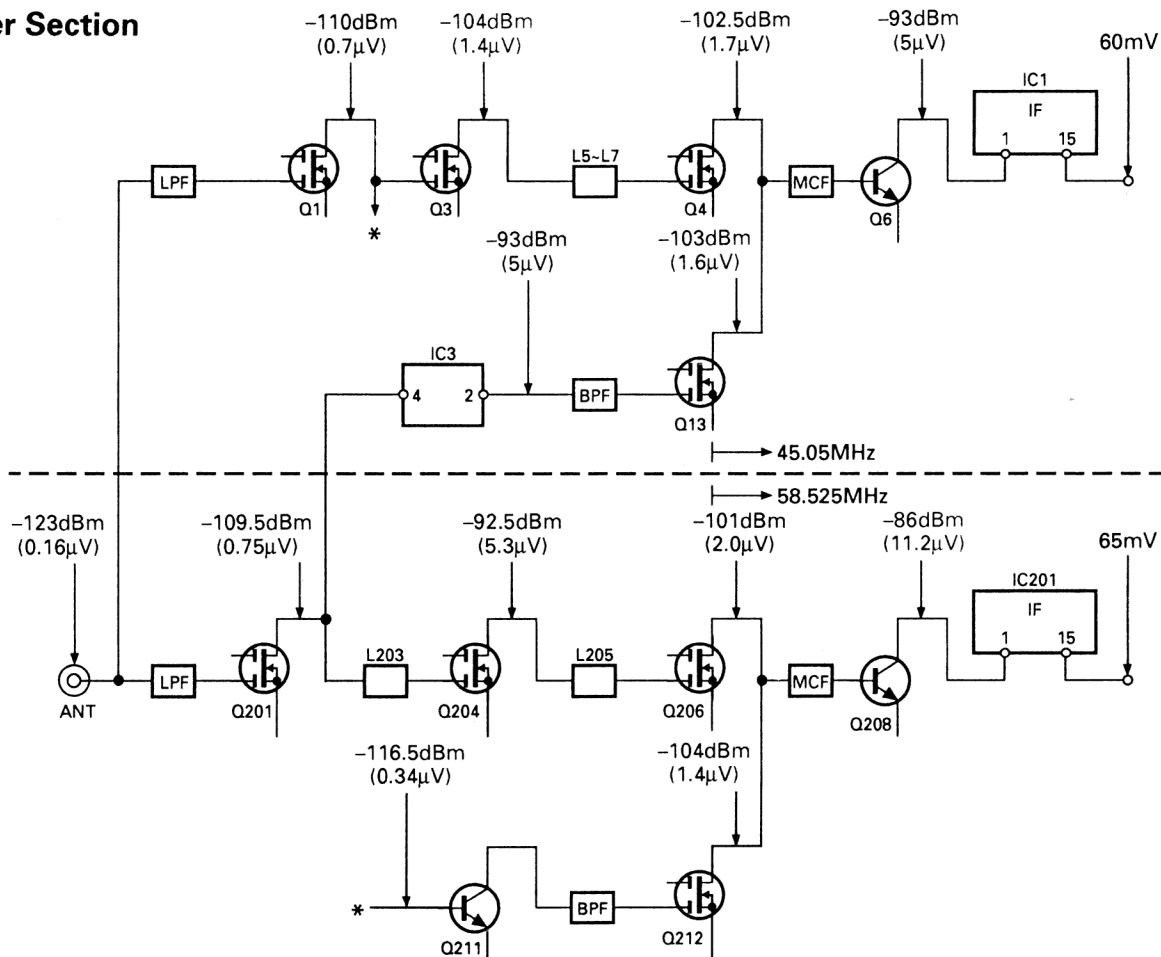 er Section
−110dBm
(0.7µV)
−104dBm
(1.4µV)
−102.5dBm
(1.7µV)
−93dBm
(5µV)
60mV
IC1
IF
1 15
LPF
Q1
*
Q3
L5~L7
Q4
MCF
Q6
−93dBm
(5µV)
−103dBm
(1.6µV)
IC3
4 2
BPF
Q13
45.05MHz
58.525MHz
−123dBm
(0.16µV)
−109.5dBm
(0.75µV)
−92.5dBm
(5.3µV)
−101dBm
(2.0µV)
−86dBm
(11.2µV)
65mV
IC201
IF
1 15
ANT
LPF
Q201
L203
Q204
L205
Q206
MCF
Q208
−116.5dBm
(0.34µV)
−104dBm
(1.4µV)
*
Q211
BPF
Q212